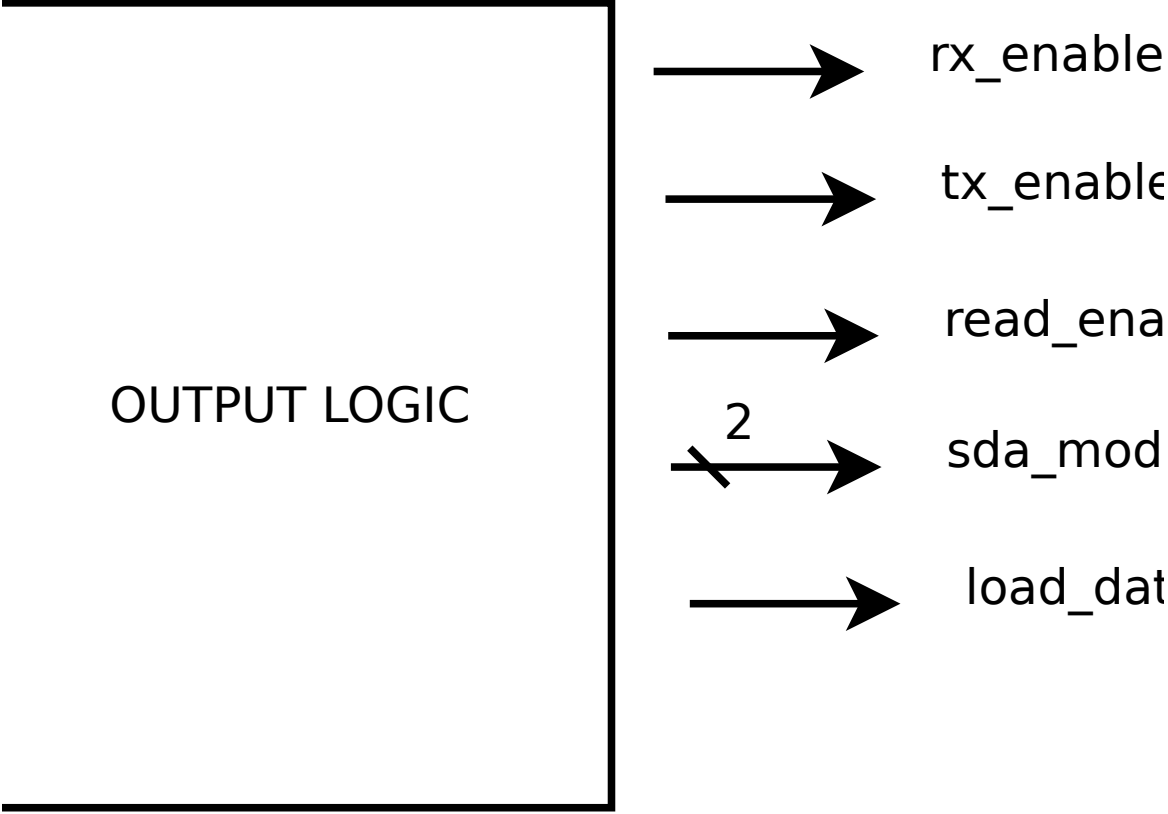 rx_enable
tx_enable
read_ena
2
OUTPUT LOGIC
sda_mod
load_dat